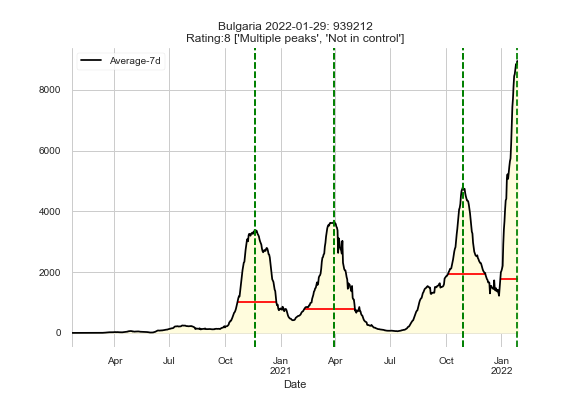 Bulgaria 2022-01-29: 939212
Rating:8 ['Multiple peaks', 'Not in control']
Average-7d
8000
6000
4000
2000
0
Apr
Jul
Oct
Jan
2021
Apr
Jul
Oct
Jan
2022
Date